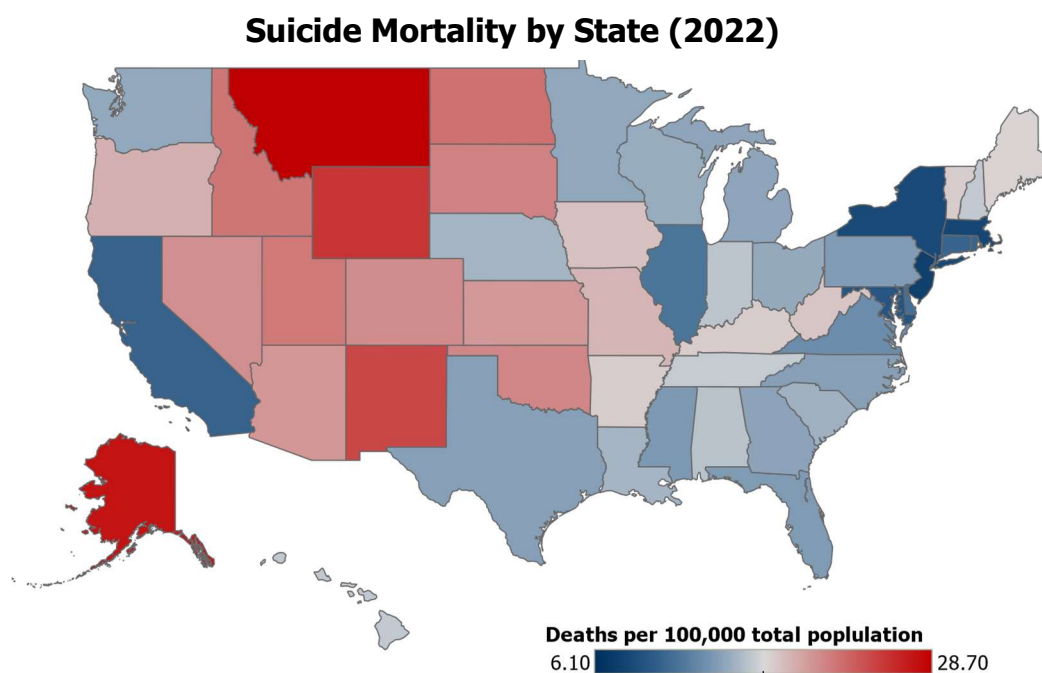 Suicide Mortality by State (2022)
Deaths per 100,000 total poplulation
6.10 28.70